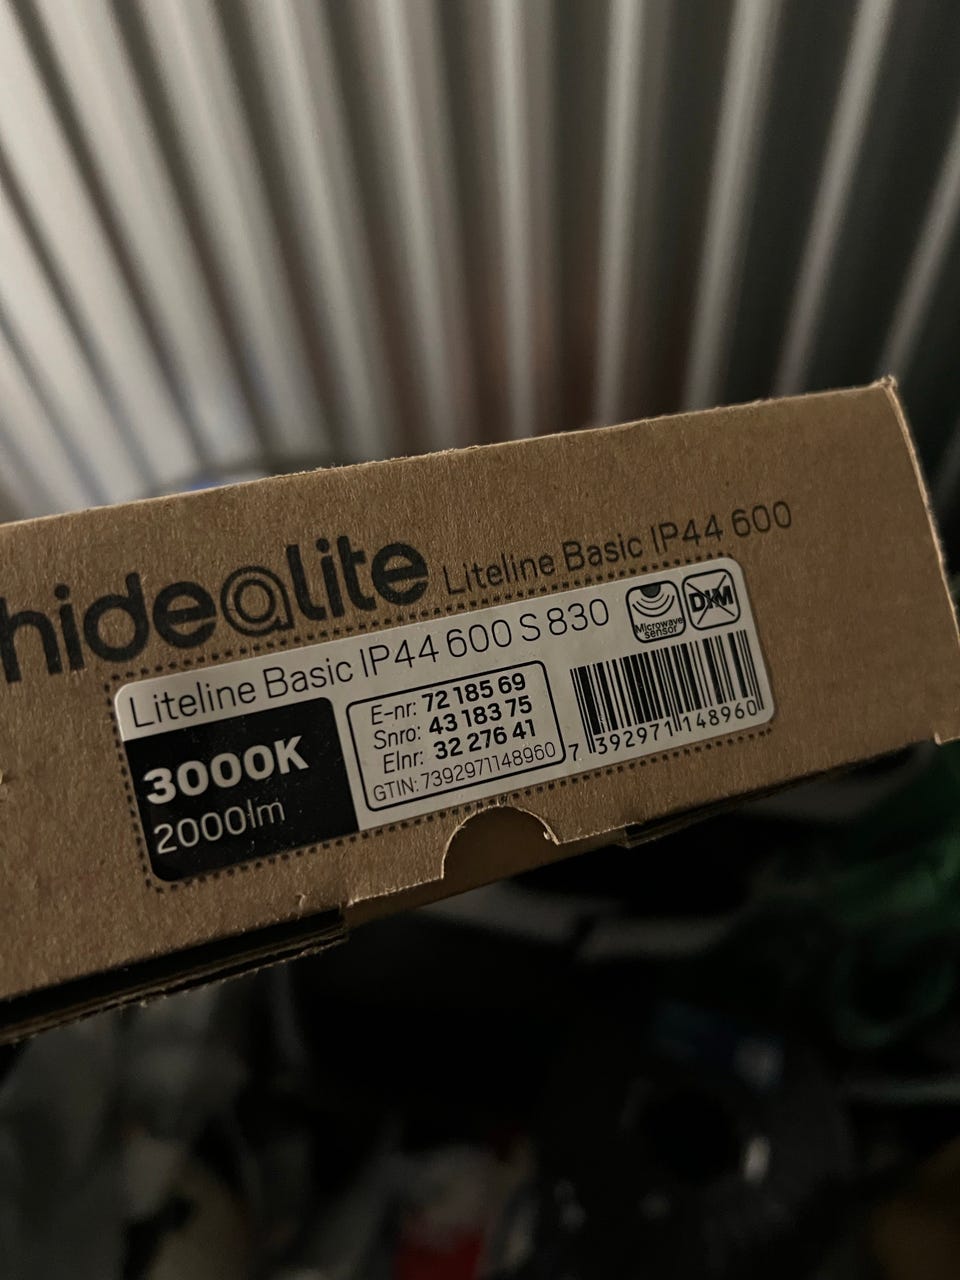 hidealite Liteline Basic IP44 600
Liteline Basic IP44 600 S 830
Microwave sensor
DIM
3000K
2000lm
E-nr: 72 185 69
Snro: 43 183 75
Elnr: 32 276 41
GTIN: 7392971148960
7 392971 148960